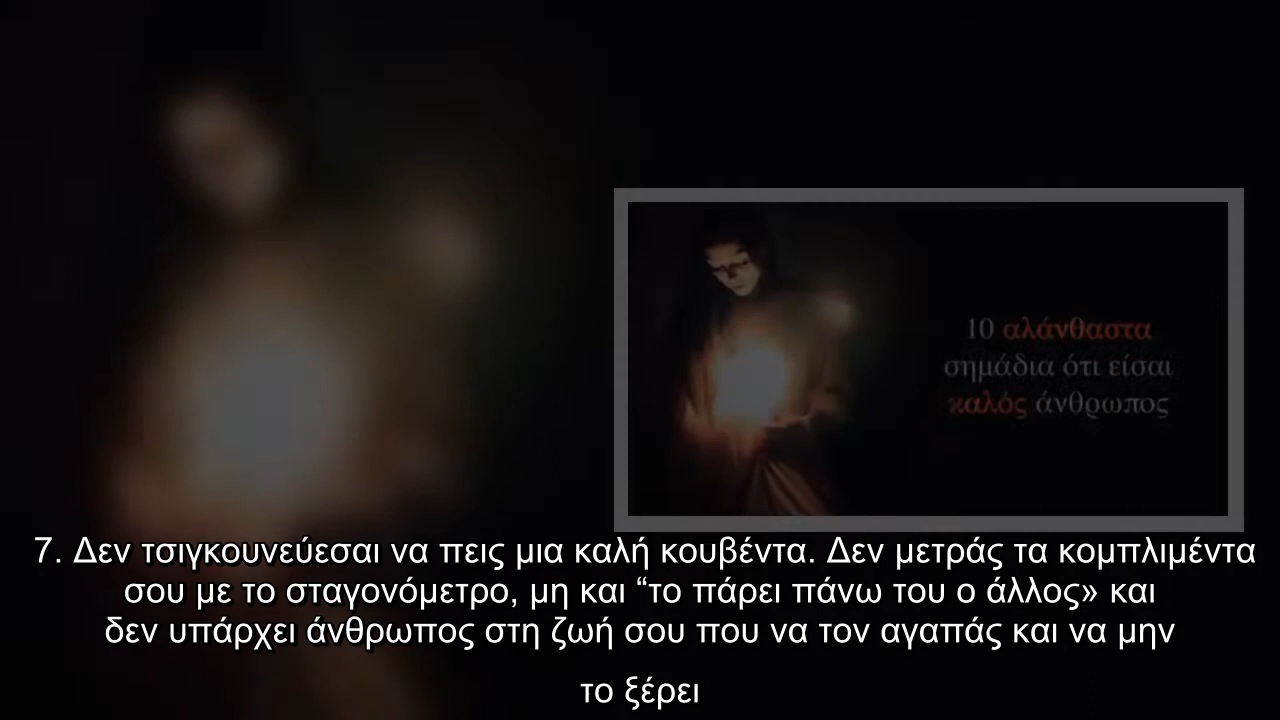 10 αλάνθαστα
σημάδια ότι είσαι
καλός άνθρωπος
7. Δεν τσιγκουνεύεσαι να πεις μια καλή κουβέντα. Δεν μετράς τα κομπλιμέντα
σου με το σταγονόμετρο, μη και “το πάρει πάνω του ο άλλος» και
δεν υπάρχει άνθρωπος στη ζωή σου που να τον αγαπάς και να μην
το ξέρει